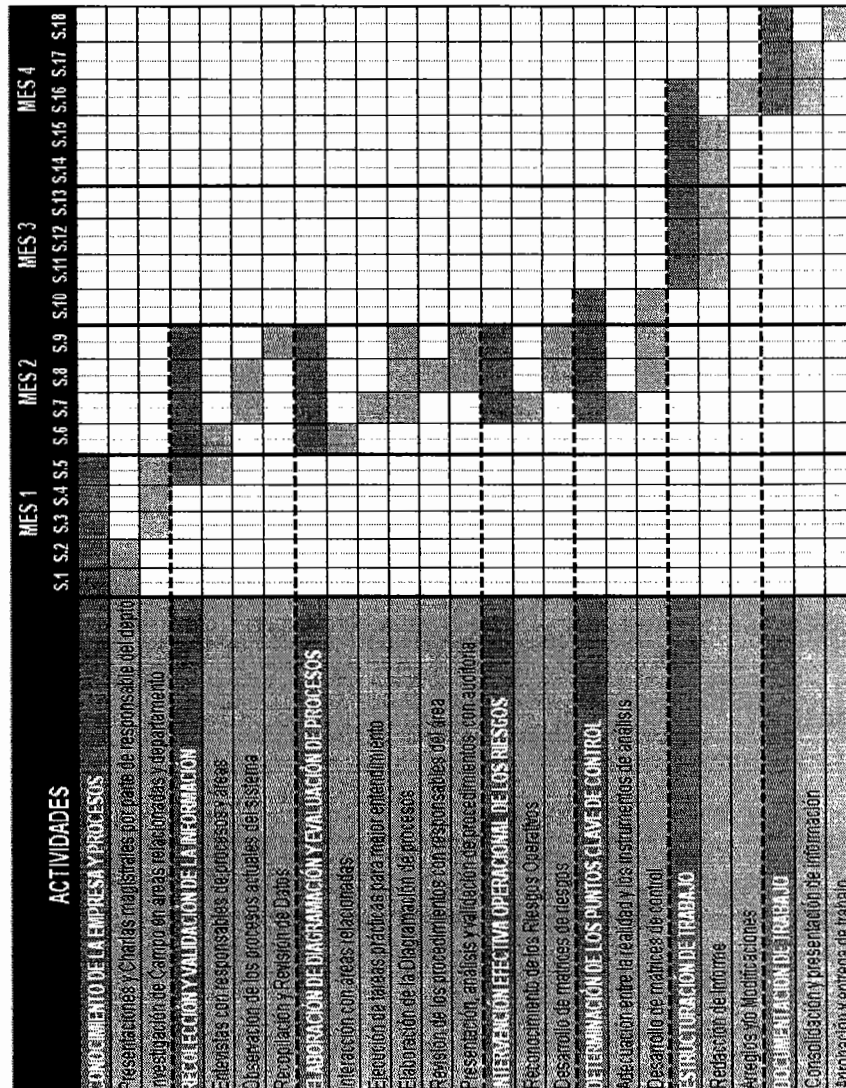 ACTIVIDADES
MES 1 MES 2 MES 3 MES 4
S.1 S.2 S.3 S.4 S.5 S.6 S.7 S.8 S.9 S.10 S.11 S.12 S.13 S.14 S.15 S.16 S.17 S.18
CONOCIMIENTO DE LA EMPRESA Y PROCESOS
Presentaciones y Charlas magistrales por parte de responsable del depto
Investigación de Campo en áreas relacionadas y departamento
RECOLECCIÓN Y VALIDACIÓN DE LA INFORMACIÓN
Entrevistas con responsables de procesos y áreas
Observación de los procesos actuales del sistema
Recopilación y Revisión de Datos
ELABORACIÓN DE DIAGRAMACIÓN Y EVALUACIÓN DE PROCESOS
Interacción con áreas relacionadas
Ejecución de tareas prácticas para mejor entendimiento
Elaboración de la Diagramación de procesos
Revisión de los procedimientos con responsables del área
Presentación, análisis y validación de procedimientos con auditoría
INTERVENCIÓN EFECTIVA OPERACIONAL DE LOS RIESGOS
Reconocimiento de los Riesgos Operativos
Desarrollo de matrices de riesgos
DETERMINACIÓN DE LOS PUNTOS CLAVE DE CONTROL
entre la realidad y los instrumentos de análisis
Desarrollo de matrices de control
ESTRUCTURACIÓN DE TRABAJO
Redacción de Informe
Arreglos y/o Modificaciones
DOCUMENTACIÓN DE TRABAJO
Consolidación y presentación de Información
y entrega de trabajo